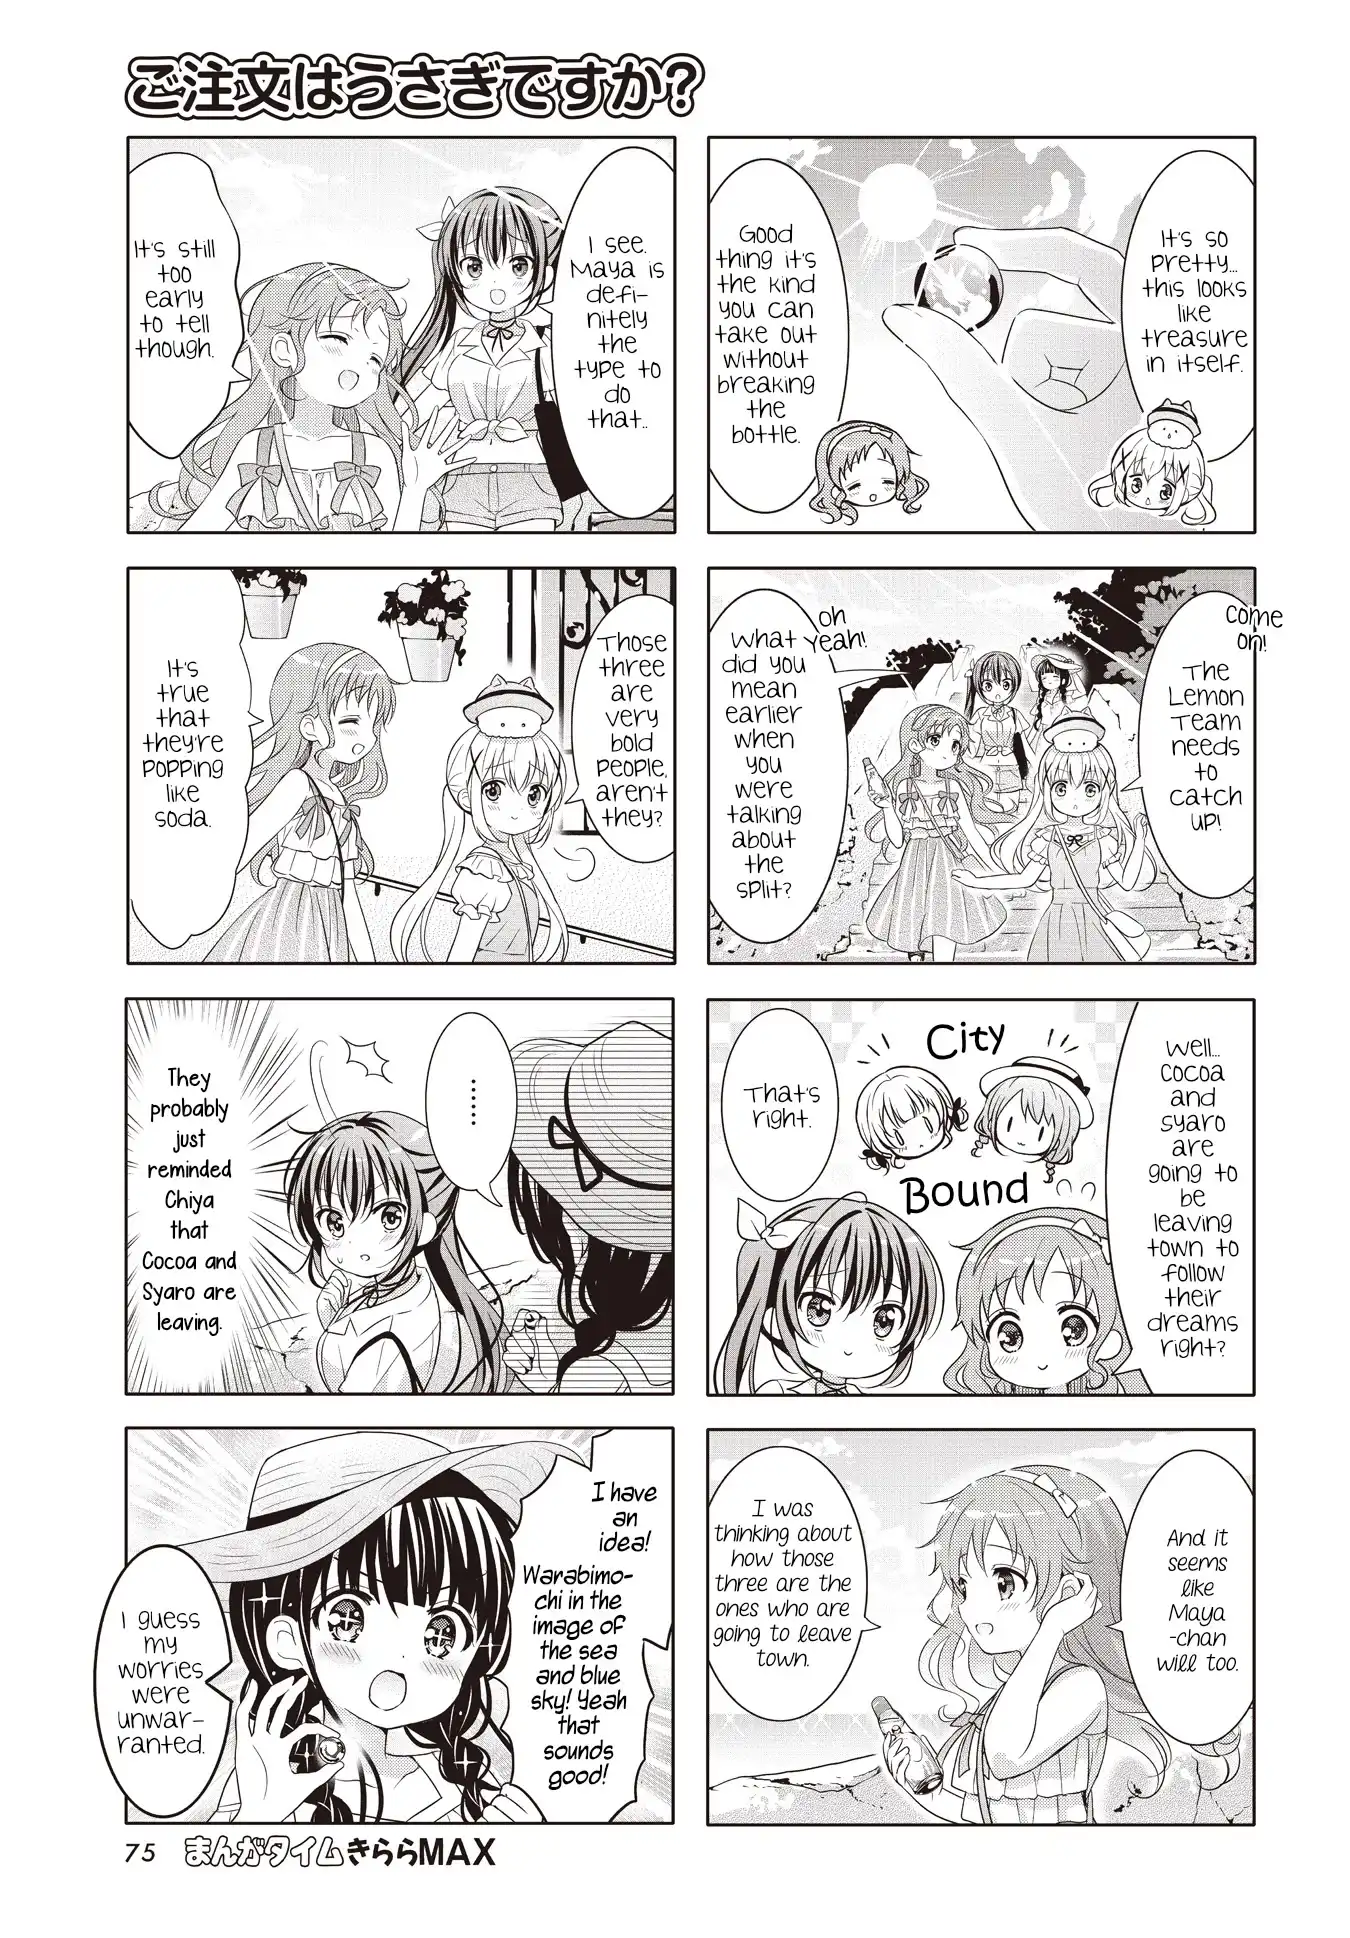 ご注文はうさぎですか？
It's so
pretty...
this looks
like
treasure
in itself.
Good
thing it's
the kind
you can
take out
without
breaking
the
bottle.
Come
on!
The
Lemon
Team
needs
to
catch
up!
oh
yeah!
What
did you
mean
earlier
when
you
were
talking
about
the
split?
Well...
Cocoa
and
Syaro
are
going to
be
leaving
town to
follow
their
dreams
right?
City
Bound
That's
right.
And it
seems
like
Maya
-chan
will too.
I was
thinking about
how those
three are the
ones who are
going to leave
town.
I see.
Maya is
defi-
nitely
the
type to
do
that..
It's still
too
early
to tell
though.
Those
three
are
very
bold
people,
aren't
they?
It's
true
that
they're
popping
like
soda.
........
They
probably
just
reminded
Chiya
that
Cocoa and
Syaro are
leaving.
I have
an
idea!
Warabimo-
chi in the
image of
the sea
and blue
sky! Yeah
that
sounds
good!
I guess
my
worries
were
unwar-
ranted.
75 まんがタイムきららMAX